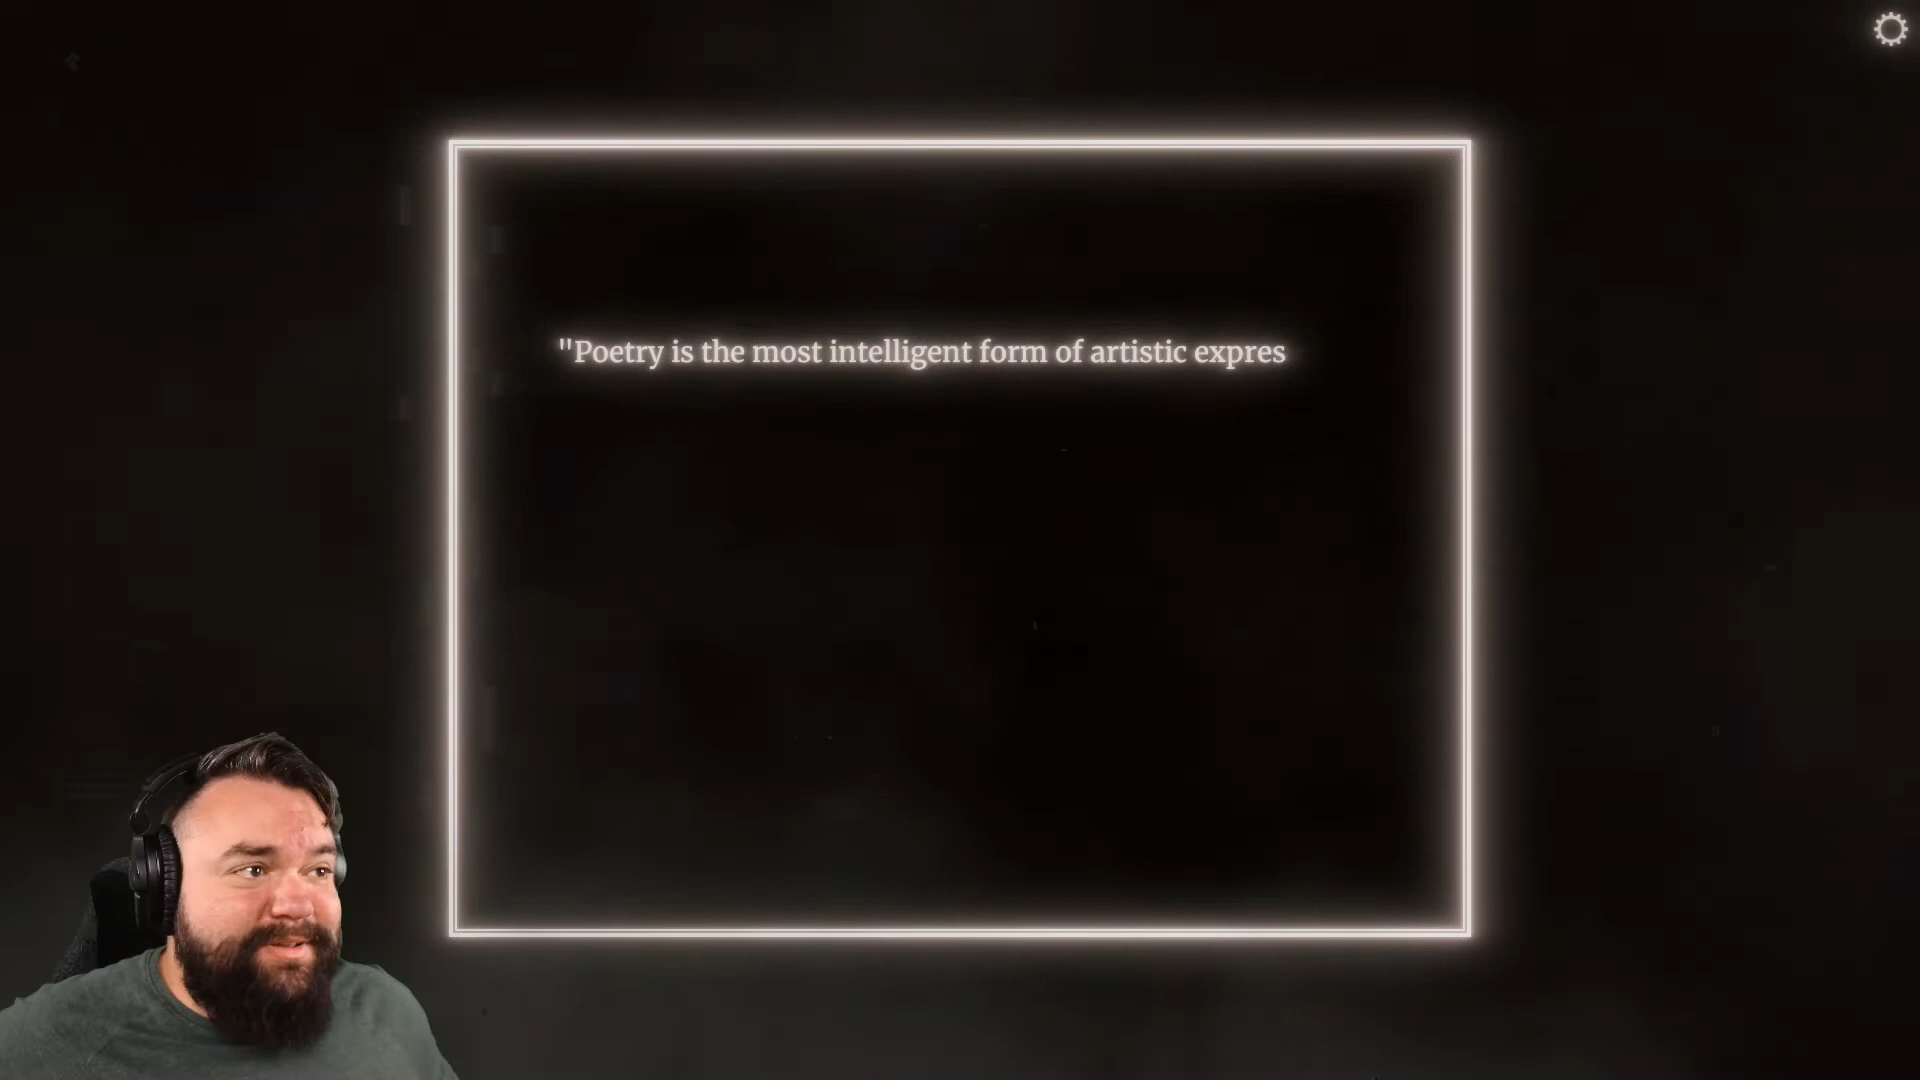 "Poetry is the most intelligent form of artistic expres